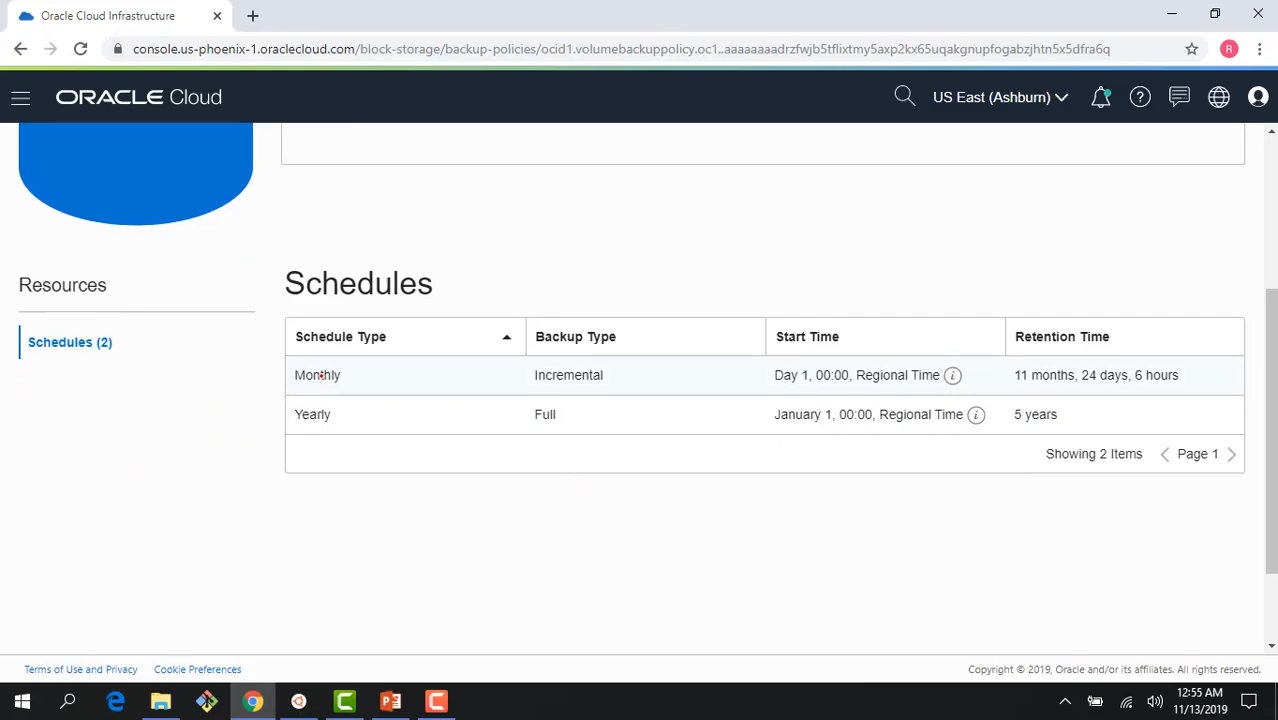 Oracle Cloud Infrastructure
console.us-phoenix-1.oraclecloud.com/block-storage/backup-policies/ocid1.volumebackuppolicy.oc1..aaaaaaaadrzfwjb5tflixtmy5axp2kx65uqakgnupfogabzjhtn5x5dfra6q
R
ORACLE Cloud
US East (Ashburn)
Resources
Schedules (2)
Schedules
Schedule Type Backup Type Start Time Retention Time
Monthly Incremental Day 1, 00:00, Regional Time 11 months, 24 days, 6 hours
Yearly Full January 1, 00:00, Regional Time 5 years
Showing 2 Items Page 1
Terms of Use and Privacy Cookie Preferences Copyright © 2019, Oracle and/or its affiliates. All rights reserved.
12:55 AM
11/13/2019